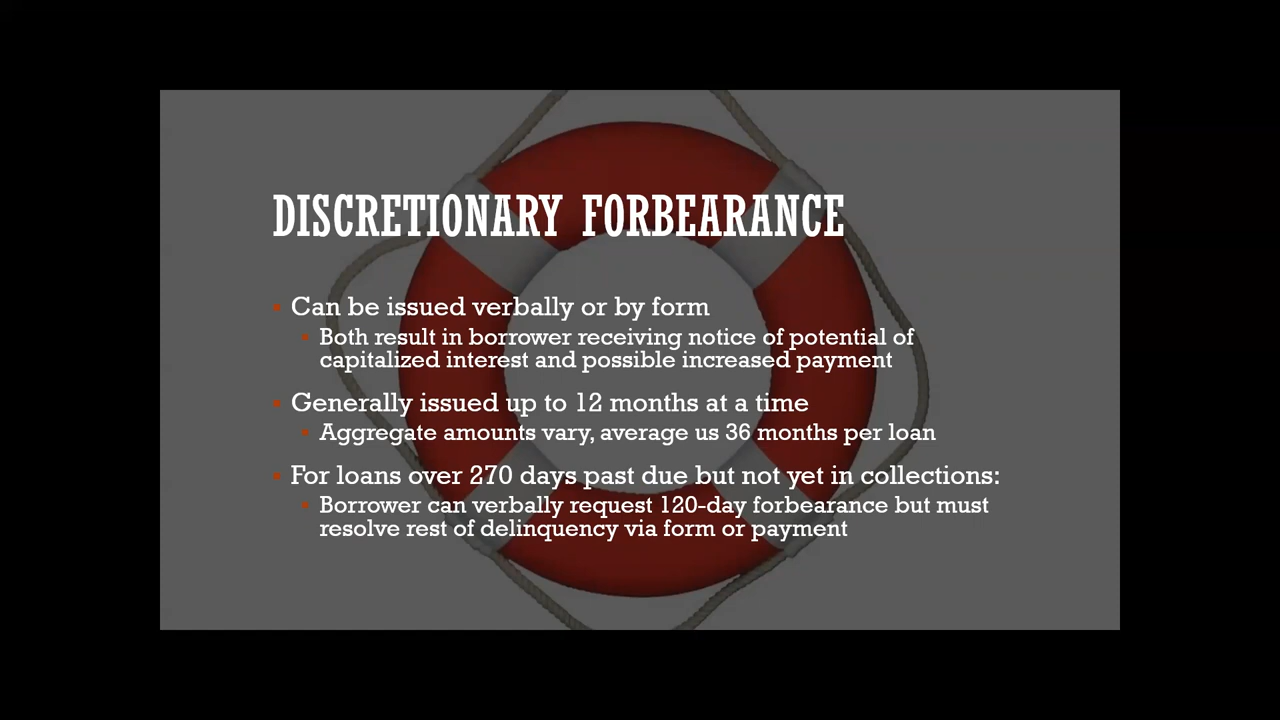 DISCRETIONARY FORBEARANCE
Can be issued verbally or by form
Both result in borrower receiving notice of potential of
capitalized interest and possible increased payment
Generally issued up to 12 months at a time
Aggregate amounts vary, average us 36 months per loan
For loans over 270 days past due but not yet in collections:
Borrower can verbally request 120-day forbearance but must
resolve rest of delinquency via form or payment